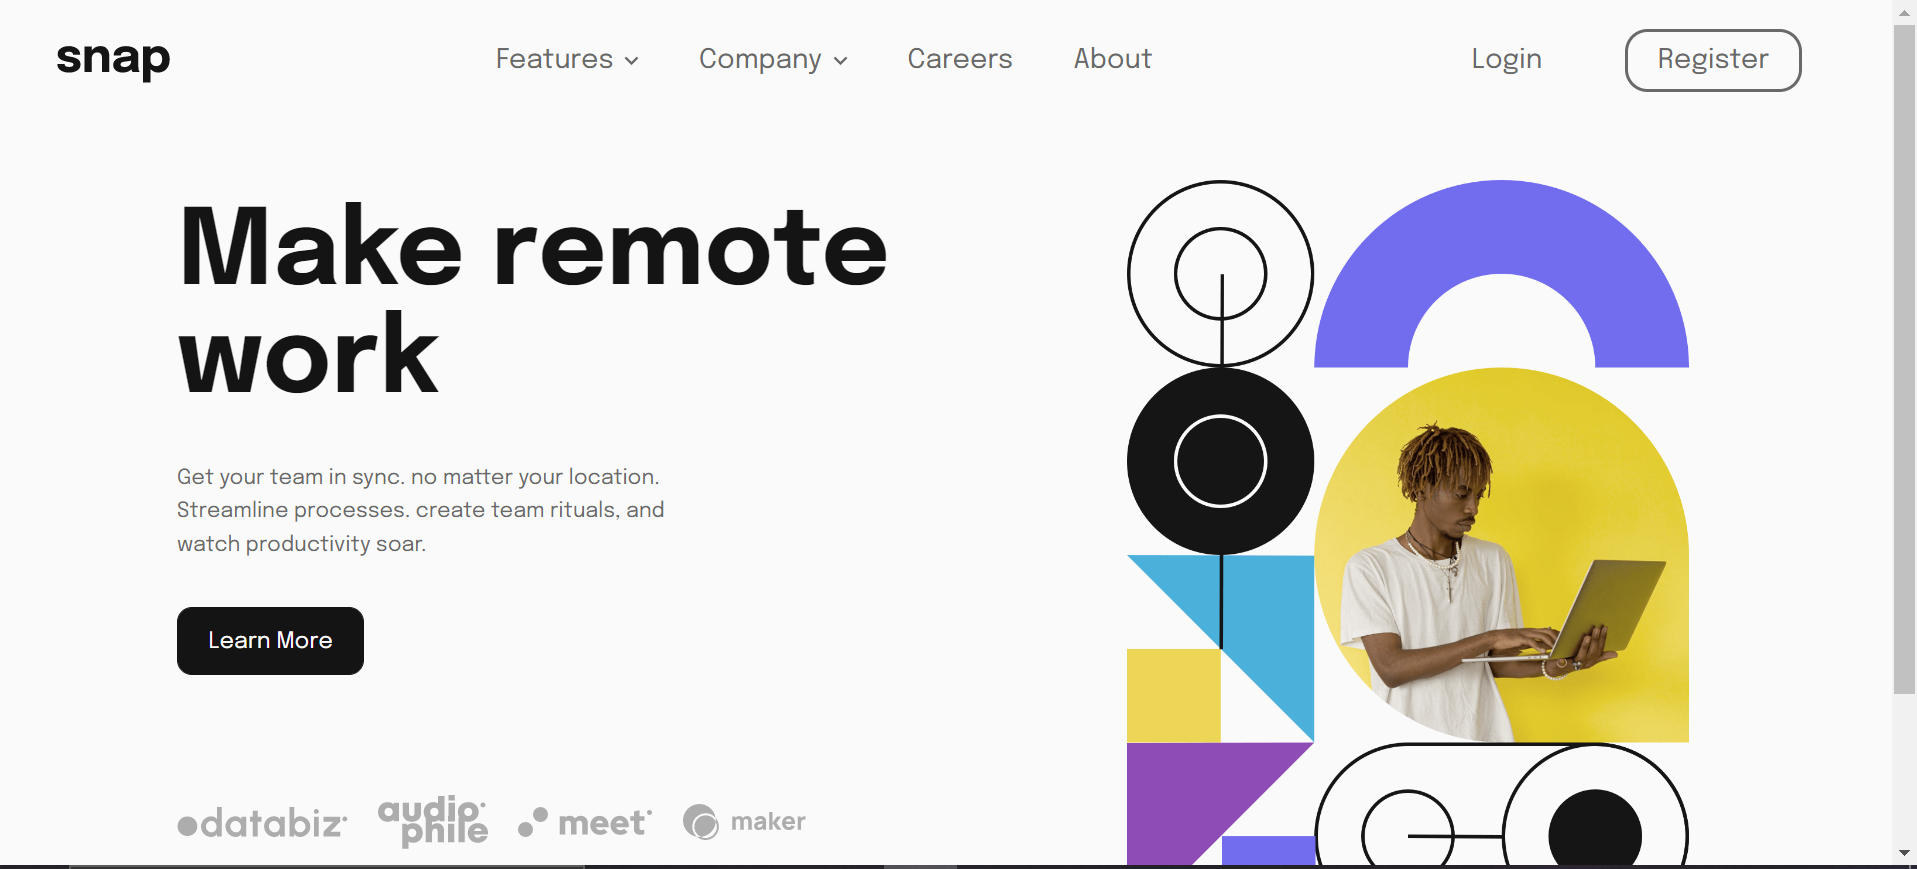 snap
Features
Company
Careers
About
Login
Register
Make remote
work
Get your team in sync. no matter your location.
Streamline processes. create team rituals, and
watch productivity soar.
Learn More
databiz
audio
phile
meet
maker